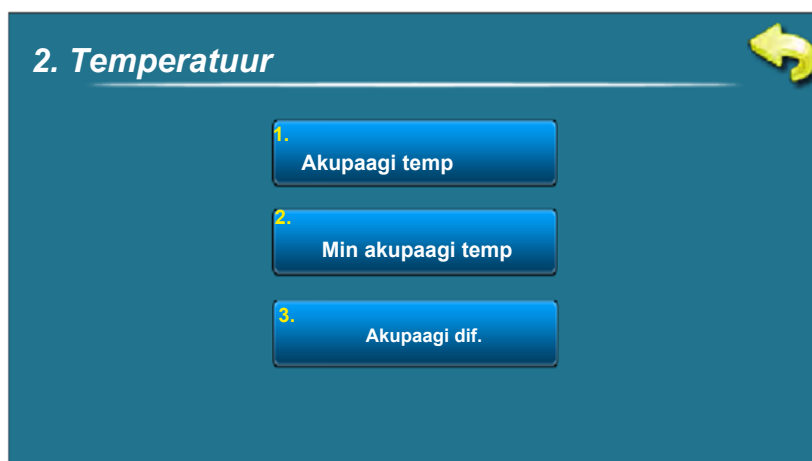 2. Temperatuur
1.
Akupaagi temp
2.
Min akupaagi temp
3.
Akupaagi dif.